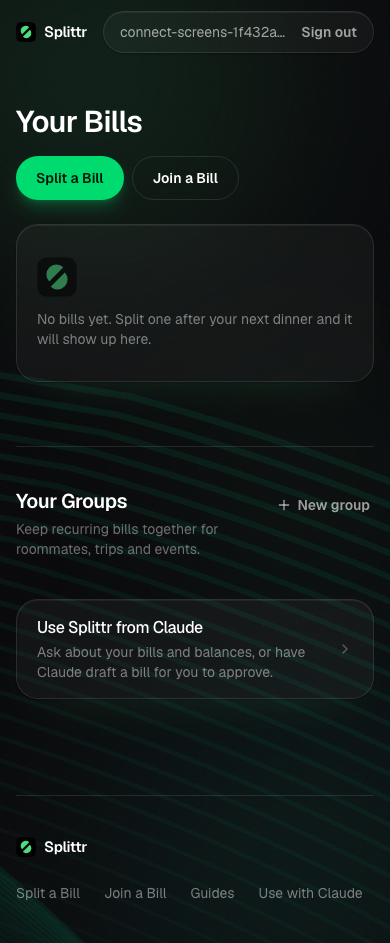 Splittr
connect-screens-1f432a...
Sign out
Your Bills
Split a Bill
Join a Bill
No bills yet. Split one after your next dinner and it
will show up here.
Your Groups
+ New group
Keep recurring bills together for
roommates, trips and events.
Use Splittr from Claude
Ask about your bills and balances, or have
Claude draft a bill for you to approve.
Splittr
Split a Bill
Join a Bill
Guides
Use with Claude